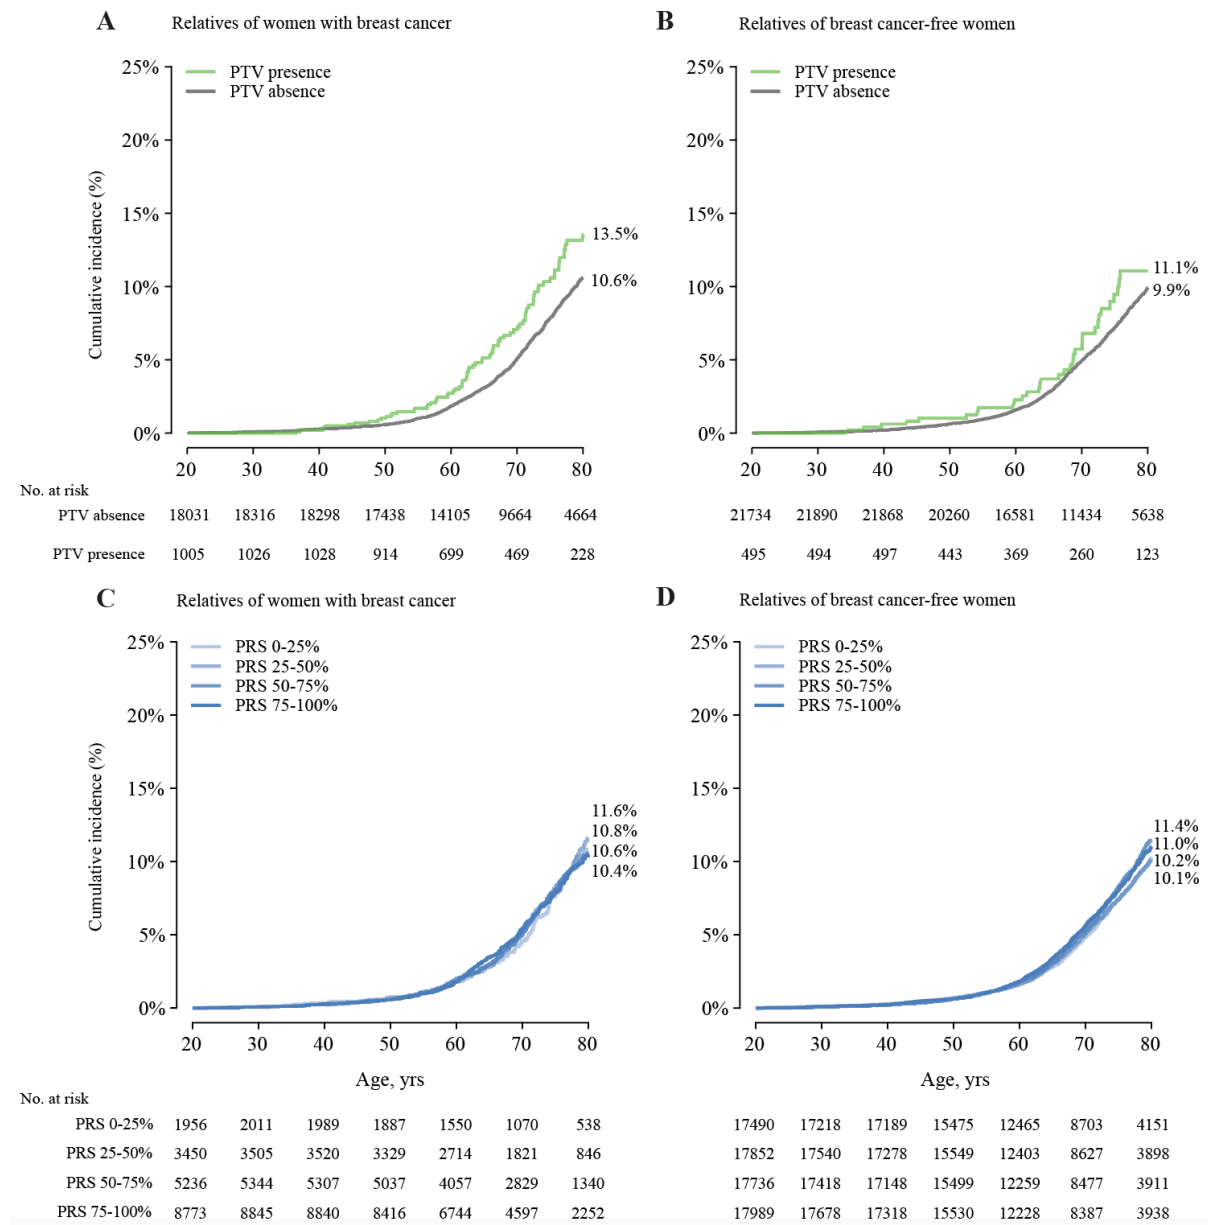 A Relatives of women with breast cancer
B Relatives of breast cancer-free women
25%
20%
15%
10%
5%
0%
Cumulative incidence (%)
PTV presence
PTV absence
13.5%
10.6%
20 30 40 50 60 70 80
25%
20%
15%
10%
5%
0%
PTV presence
PTV absence
11.1%
9.9%
20 30 40 50 60 70 80
No. at risk
PTV absence 18031 18316 18298 17438 14105 9664 4664 21734 21890 21868 20260 16581 11434 5638
PTV presence 1005 1026 1028 914 699 469 228 495 494 497 443 369 260 123
C Relatives of women with breast cancer
D Relatives of breast cancer-free women
25%
20%
15%
10%
5%
0%
Cumulative incidence (%)
PRS 0-25%
PRS 25-50%
PRS 50-75%
PRS 75-100%
11.6%
10.8%
10.6%
10.4%
20 30 40 50 60 70 80
Age, yrs
25%
20%
15%
10%
5%
0%
PRS 0-25%
PRS 25-50%
PRS 50-75%
PRS 75-100%
11.4%
11.0%
10.2%
10.1%
20 30 40 50 60 70 80
Age, yrs
No. at risk
PRS 0-25% 1956 2011 1989 1887 1550 1070 538 17490 17218 17189 15475 12465 8703 4151
PRS 25-50% 3450 3505 3520 3329 2714 1821 846 17852 17540 17278 15549 12403 8627 3898
PRS 50-75% 5236 5344 5307 5037 4057 2829 1340 17736 17418 17148 15499 12259 8477 3911
PRS 75-100% 8773 8845 8840 8416 6744 4597 2252 17989 17678 17318 15530 12228 8387 3938